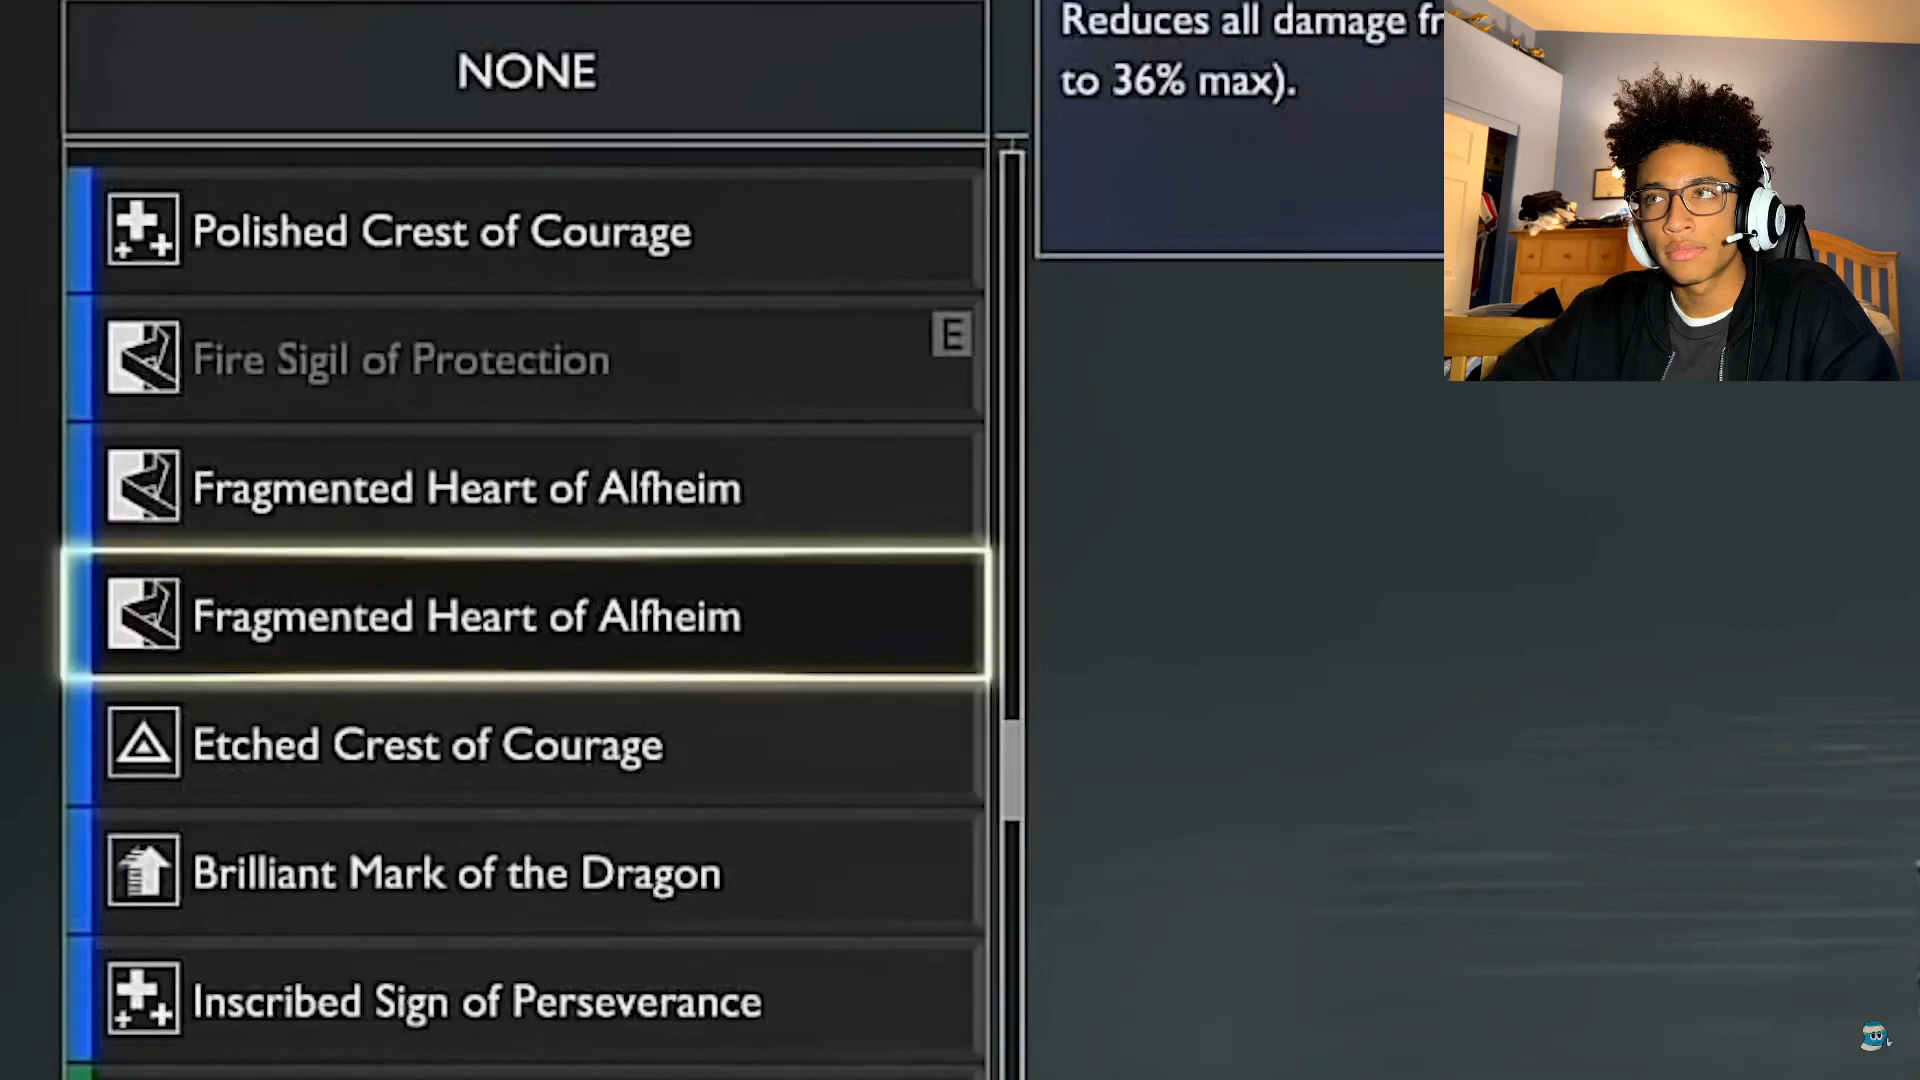 NONE
Reduces all damage fr
to 36% max).
Polished Crest of Courage
Fire Sigil of Protection
E
Fragmented Heart of Alfheim
Fragmented Heart of Alfheim
Etched Crest of Courage
Brilliant Mark of the Dragon
Inscribed Sign of Perseverance